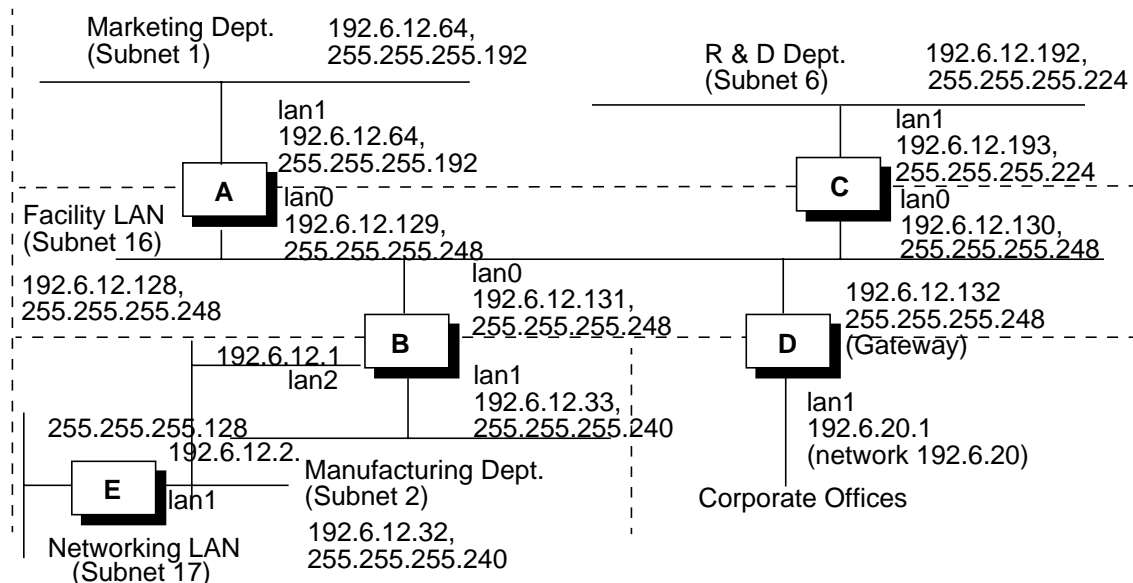 Marketing Dept.
(Subnet 1)
192.6.12.64,
255.255.255.192
R & D Dept.
(Subnet 6)
192.6.12.192,
255.255.255.224
lan1
192.6.12.64,
255.255.255.192
lan1
192.6.12.193,
255.255.255.224
A
C
Facility LAN
(Subnet 16)
lan0
192.6.12.129,
255.255.255.248
lan0
192.6.12.130,
255.255.255.248
192.6.12.128,
255.255.255.248
lan0
192.6.12.131,
255.255.255.248
192.6.12.132
255.255.255.248
(Gateway)
B
D
192.6.12.1
lan2
lan1
192.6.12.33,
255.255.255.240
lan1
192.6.20.1
(network 192.6.20)
255.255.255.128
192.6.12.2.
E
lan1
Manufacturing Dept.
(Subnet 2)
192.6.12.32,
255.255.255.240
Corporate Offices
Networking LAN
(Subnet 17)